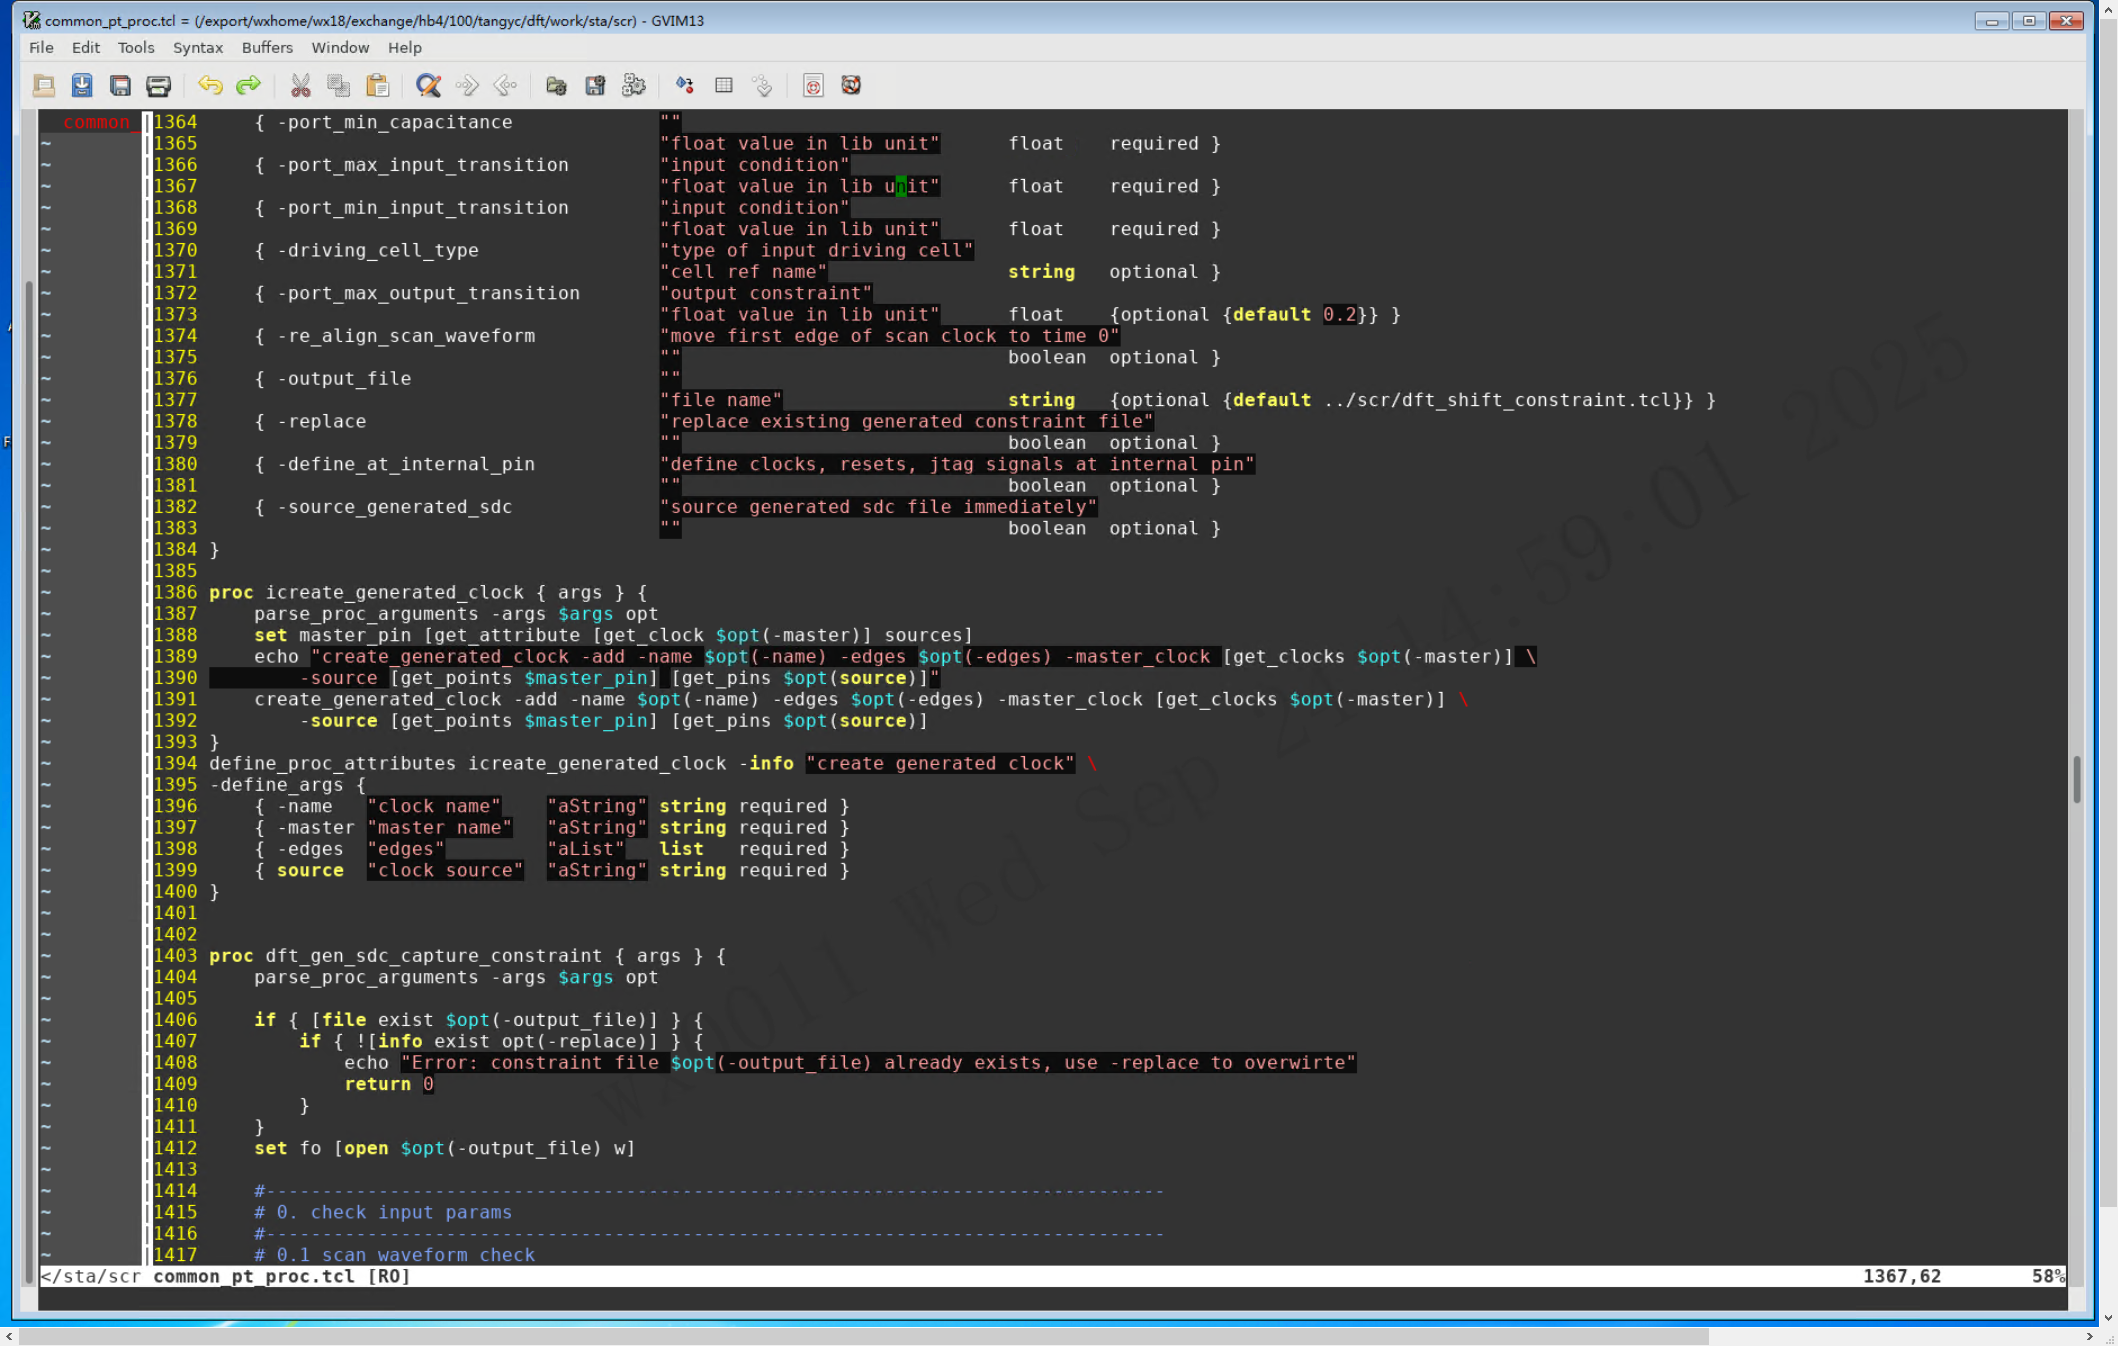 common_pt_proc.tcl = (/export/wxhome/wx18/exchange/hb4/100/tangyc/dft/work/sta/scr) - GVIM13
File Edit Tools Syntax Buffers Window Help
common_ 1364     { -port_min_capacitance             ""
~ 1365                                         "float value in lib unit"      float    required }
~ 1366     { -port_max_input_transition        "input condition"
~ 1367                                         "float value in lib unit"      float    required }
~ 1368     { -port_min_input_transition        "input condition"
~ 1369                                         "float value in lib unit"      float    required }
~ 1370     { -driving_cell_type                "type of input driving cell"
~ 1371                                         "cell ref name"                string   optional }
~ 1372     { -port_max_output_transition       "output constraint"
~ 1373                                         "float value in lib unit"      float    {optional {default 0.2}} }
~ 1374     { -re_align_scan_waveform           "move first edge of scan clock to time 0"
~ 1375                                         ""                             boolean  optional }
~ 1376     { -output_file                      ""
~ 1377                                         "file name"                    string   {optional {default ../scr/dft_shift_constraint.tcl}} }
~ 1378     { -replace                          "replace existing generated constraint file"
~ 1379                                         ""                             boolean  optional }
~ 1380     { -define_at_internal_pin           "define clocks, resets, jtag signals at internal pin"
~ 1381                                         ""                             boolean  optional }
~ 1382     { -source_generated_sdc             "source generated sdc file immediately"
~ 1383                                         ""                             boolean  optional }
~ 1384 }
~ 1385
~ 1386 proc icreate_generated_clock { args } {
~ 1387     parse_proc_arguments -args $args opt
~ 1388     set master_pin [get_attribute [get_clock $opt(-master)] sources]
~ 1389     echo "create_generated_clock -add -name $opt(-name) -edges $opt(-edges) -master_clock [get_clocks $opt(-master)] \
~ 1390         -source [get_points $master_pin] [get_pins $opt(source)]"
~ 1391     create_generated_clock -add -name $opt(-name) -edges $opt(-edges) -master_clock [get_clocks $opt(-master)] \
~ 1392         -source [get_points $master_pin] [get_pins $opt(source)]
~ 1393 }
~ 1394 define_proc_attributes icreate_generated_clock -info "create generated clock" \
~ 1395 -define_args {
~ 1396     { -name   "clock name"    "aString" string required }
~ 1397     { -master "master name"   "aString" string required }
~ 1398     { -edges  "edges"         "aList"   list   required }
~ 1399     { source  "clock source"  "aString" string required }
~ 1400 }
~ 1401
~ 1402
~ 1403 proc dft_gen_sdc_capture_constraint { args } {
~ 1404     parse_proc_arguments -args $args opt
~ 1405
~ 1406     if { [file exist $opt(-output_file)] } {
~ 1407         if { ![info exist opt(-replace)] } {
~ 1408             echo "Error: constraint file $opt(-output_file) already exists, use -replace to overwirte"
~ 1409             return 0
~ 1410         }
~ 1411     }
~ 1412     set fo [open $opt(-output_file) w]
~ 1413
~ 1414     #--------------------------------------------------------------------------------
~ 1415     # 0. check input params
~ 1416     #--------------------------------------------------------------------------------
~ 1417     # 0.1 scan waveform check
</sta/scr common_pt_proc.tcl [RO]                                   1367,62        58%
Wed Sep 24 14:59:01 2025